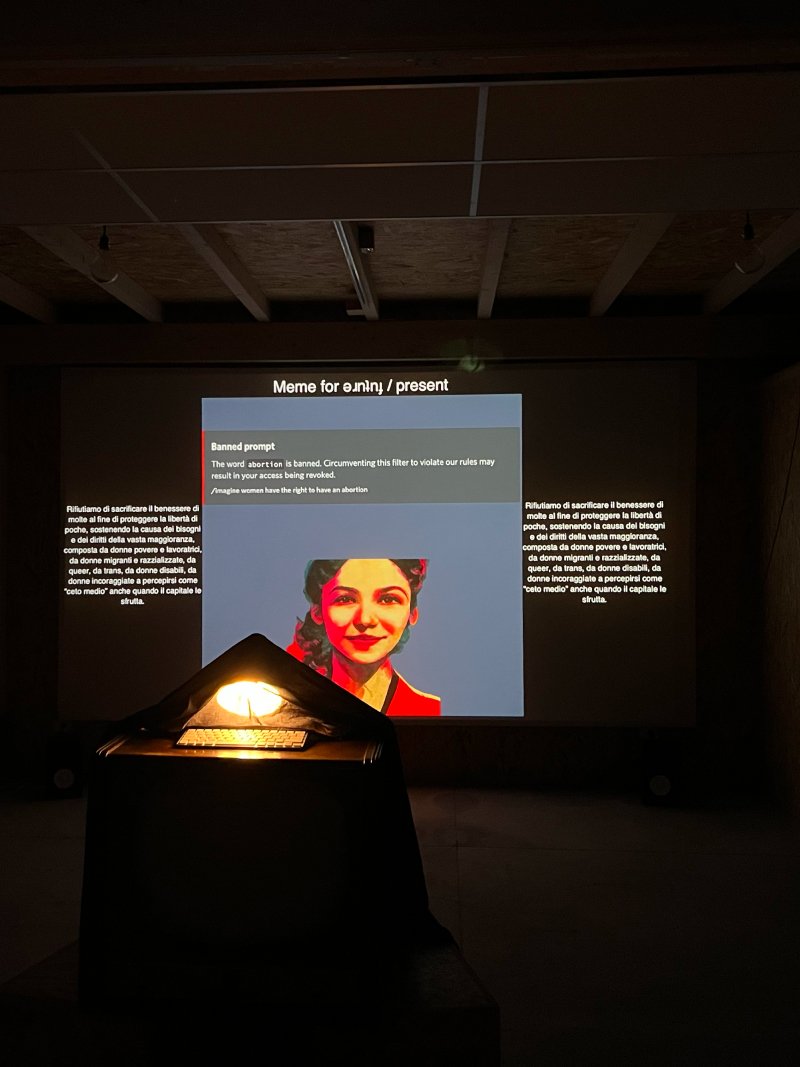 Meme for ǝɹnʇnɟ / present
Banned prompt
The word abortion is banned. Circumventing this filter to violate our rules may
result in your access being revoked.
/imagine women have the right to have an abortion
Rifiutiamo di sacrificare il benessere di
molte al fine di proteggere la libertà di
poche, sostenendo la causa dei bisogni
e dei diritti della vasta maggioranza,
composta da donne povere e lavoratrici,
da donne migranti e razzializzate, da
queer, da trans, da donne disabili, da
donne incoraggiate a percepirsi come
"ceto medio" anche quando il capitale le
sfrutta.
Rifiutiamo di sacrificare il benessere di
molte al fine di proteggere la libertà di
poche, sostenendo la causa dei bisogni
e dei diritti della vasta maggioranza,
composta da donne povere e lavoratrici,
da donne migranti e razzializzate, da
queer, da trans, da donne disabili, da
donne incoraggiate a percepirsi come
"ceto medio" anche quando il capitale le
sfrutta.